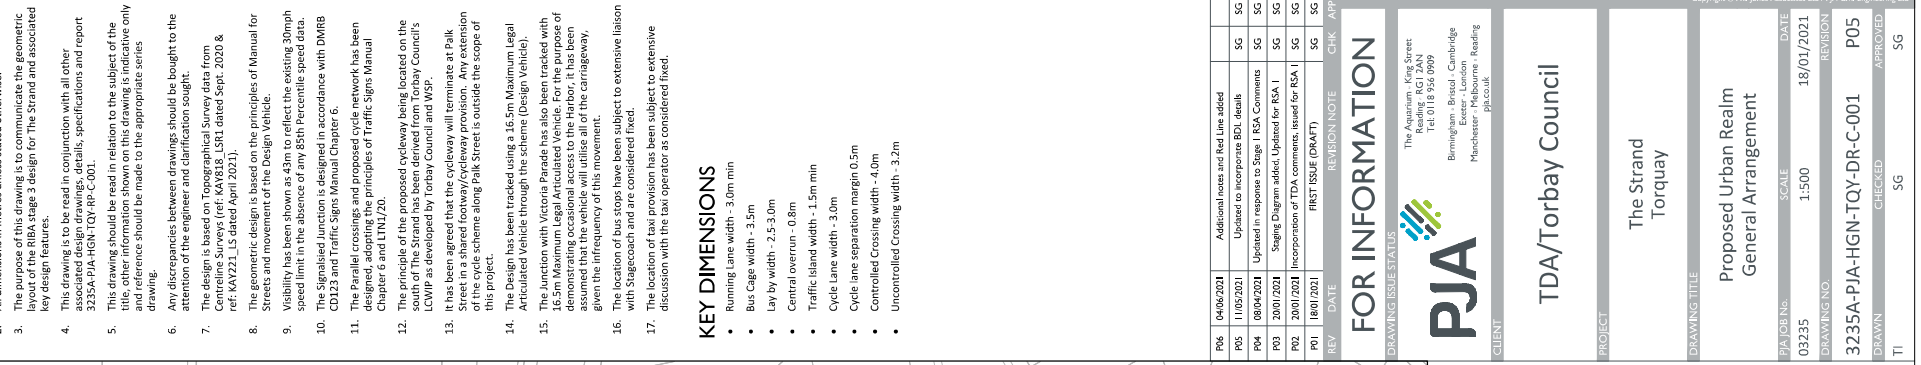 3. The purpose of this drawing is to communicate the geometric
layout of the RIBA stage 3 design for The Strand and associated
key design features.
4. This drawing is to be read in conjunction with all other
associated design drawings, details, specifications and report
3235A-PJA-HGN-TQY-RP-C-001.
5. This drawing should be read in relation to the subject of the
title, other information shown on this drawing is indicative only
and reference should be made to the appropriate series
drawing.
6. Any discrepancies between drawings should be bought to the
attention of the engineer and clarification sought.
7. The design is based on Topographical Survey data from
Centreline Surveys (ref: KAY818_LSR1 dated Sept. 2020 &
ref: KAY221_LS dated April 2021).
8. The geometric design is based on the principles of Manual for
Streets and movement of the Design Vehicle.
9. Visibility has been shown as 43m to reflect the existing 30mph
speed limit in the absence of any 85th Percentile speed data.
10. The Signalsied Junction is designed in accordance with DMRB
CD123 and Traffic Signs Manual Chapter 6.
11. The Parallel crossings and proposed cycle network has been
designed, adopting the principles of Traffic Signs Manual
Chapter 6 and LTN1/20.
12. The principle of the proposed cycleway being located on the
south of The Strand has been derived from Torbay Council's
LCWIP as developed by Torbay Council and WSP.
13. It has been agreed that the cycleway will terminate at Palk
Street in a shared footway/cycleway provision. Any extension
of the cycle scheme along Palk Street is outside the scope of
this project.
14. The Design has been tracked using a 16.5m Maximum Legal
Articulated Vehicle through the scheme (Design Vehicle).
15. The Junction with Victoria Parade has also been tracked with
16.5m Maximum Legal Articulated Vehicle. For the purpose of
demonstrating occasional access to the Harbor, it has been
assumed that the vehicle will utilise all of the carriageway,
given the infrequency of this movement.
16. The location of bus stops have been subject to extensive liaison
with Stagecoach and are considered fixed.
17. The location of taxi provision has been subject to extensive
discussion with the taxi operator as considered fixed.
KEY DIMENSIONS
• Running Lane width - 3.0m min
• Bus Cage width - 3.5m
• Lay by width - 2.5-3.0m
• Central overrun - 0.8m
• Traffic Island width - 1.5m min
• Cycle Lane width - 3.0m
• Cycle lane separation margin 0.5m
• Controlled Crossing width - 4.0m
• Uncontrolled Crossing width - 3.2m
P06 04/06/2021 Additional notes and Red Line added
P05 11/05/2021 Updated to incorporate BDL details SG SG
P04 08/04/2021 Updated in response to Stage 1 RSA Comments SG SG
P03 20/01/2021 Staging Diagram added, Updated for RSA 1 SG SG
P02 20/01/2021 Incorporation of TDA comments, issued for RSA 1 SG SG
P01 18/01/2021 FIRST ISSUE (DRAFT) SG SG
REV DATE REVISION NOTE CHK APP
FOR INFORMATION
DRAWING ISSUE STATUS
PJA
The Aquarium - King Street
Reading - RG1 2AN
Tel: 0118 956 0909
Birmingham - Bristol - Cambridge
Exeter - London
Manchester - Melbourne - Reading
pja.co.uk
CLIENT
TDA/Torbay Council
PROJECT
The Strand
Torquay
DRAWING TITLE
Proposed Urban Realm
General Arrangement
PJA JOB No. SCALE DATE
03235 1:500 18/01/2021
DRAWING NO. REVISION
3235A-PJA-HGN-TQY-DR-C-001 P05
DRAWN CHECKED APPROVED
TI SG SG